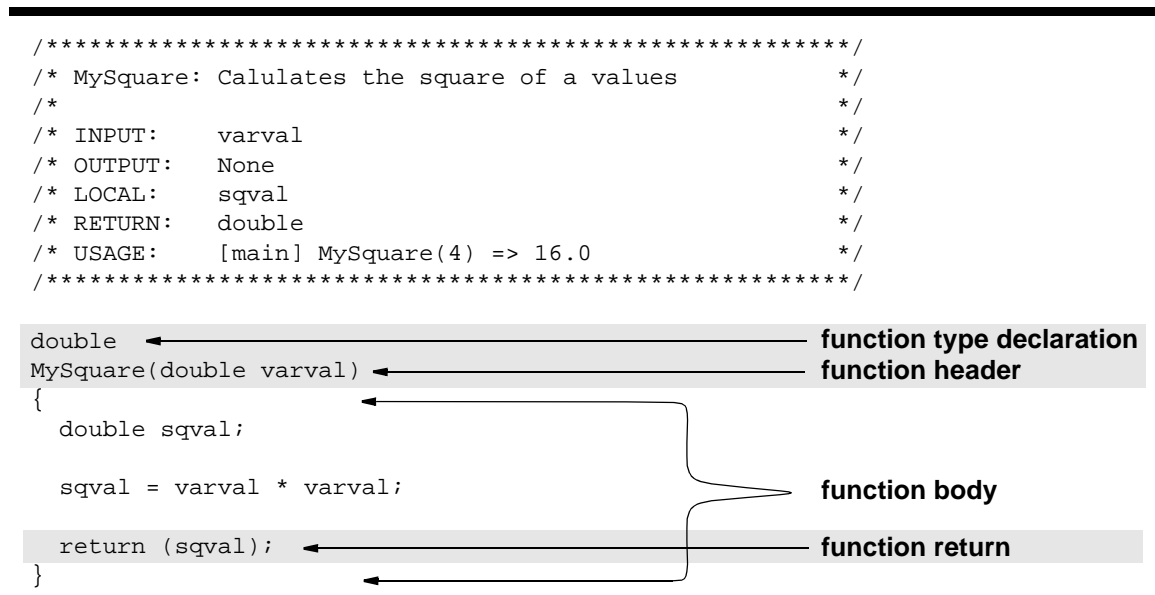 /********************************************************/
/* MySquare: Calulates the square of a values */
/* */
/* INPUT: varval */
/* OUTPUT: None */
/* LOCAL: sqval */
/* RETURN: double */
/* USAGE: [main] MySquare(4) => 16.0 */
/********************************************************/
double function type declaration
MySquare(double varval) function header
{
double sqval;
sqval = varval * varval; function body
return (sqval); function return
}